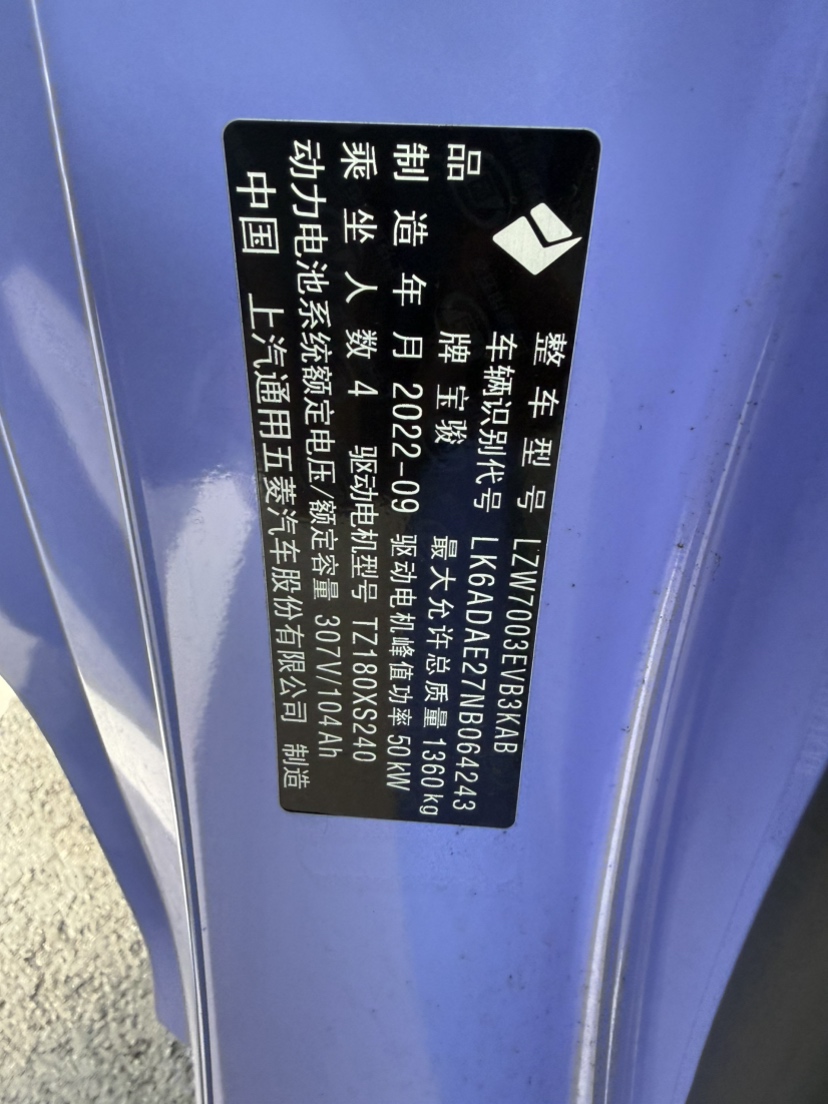 整车型号 LZW7003EVB3KAB
车辆识别代号 LK6ADAE27NB064243
品牌 宝骏 最大允许总质量 1360kg
制造年月 2022-09 驱动电机峰值功率 50kW
乘坐人数 4 驱动电机型号 TZ180XS240
动力电池系统额定电压/额定容量 307V/104Ah
中国 上汽通用五菱汽车股份有限公司 制造